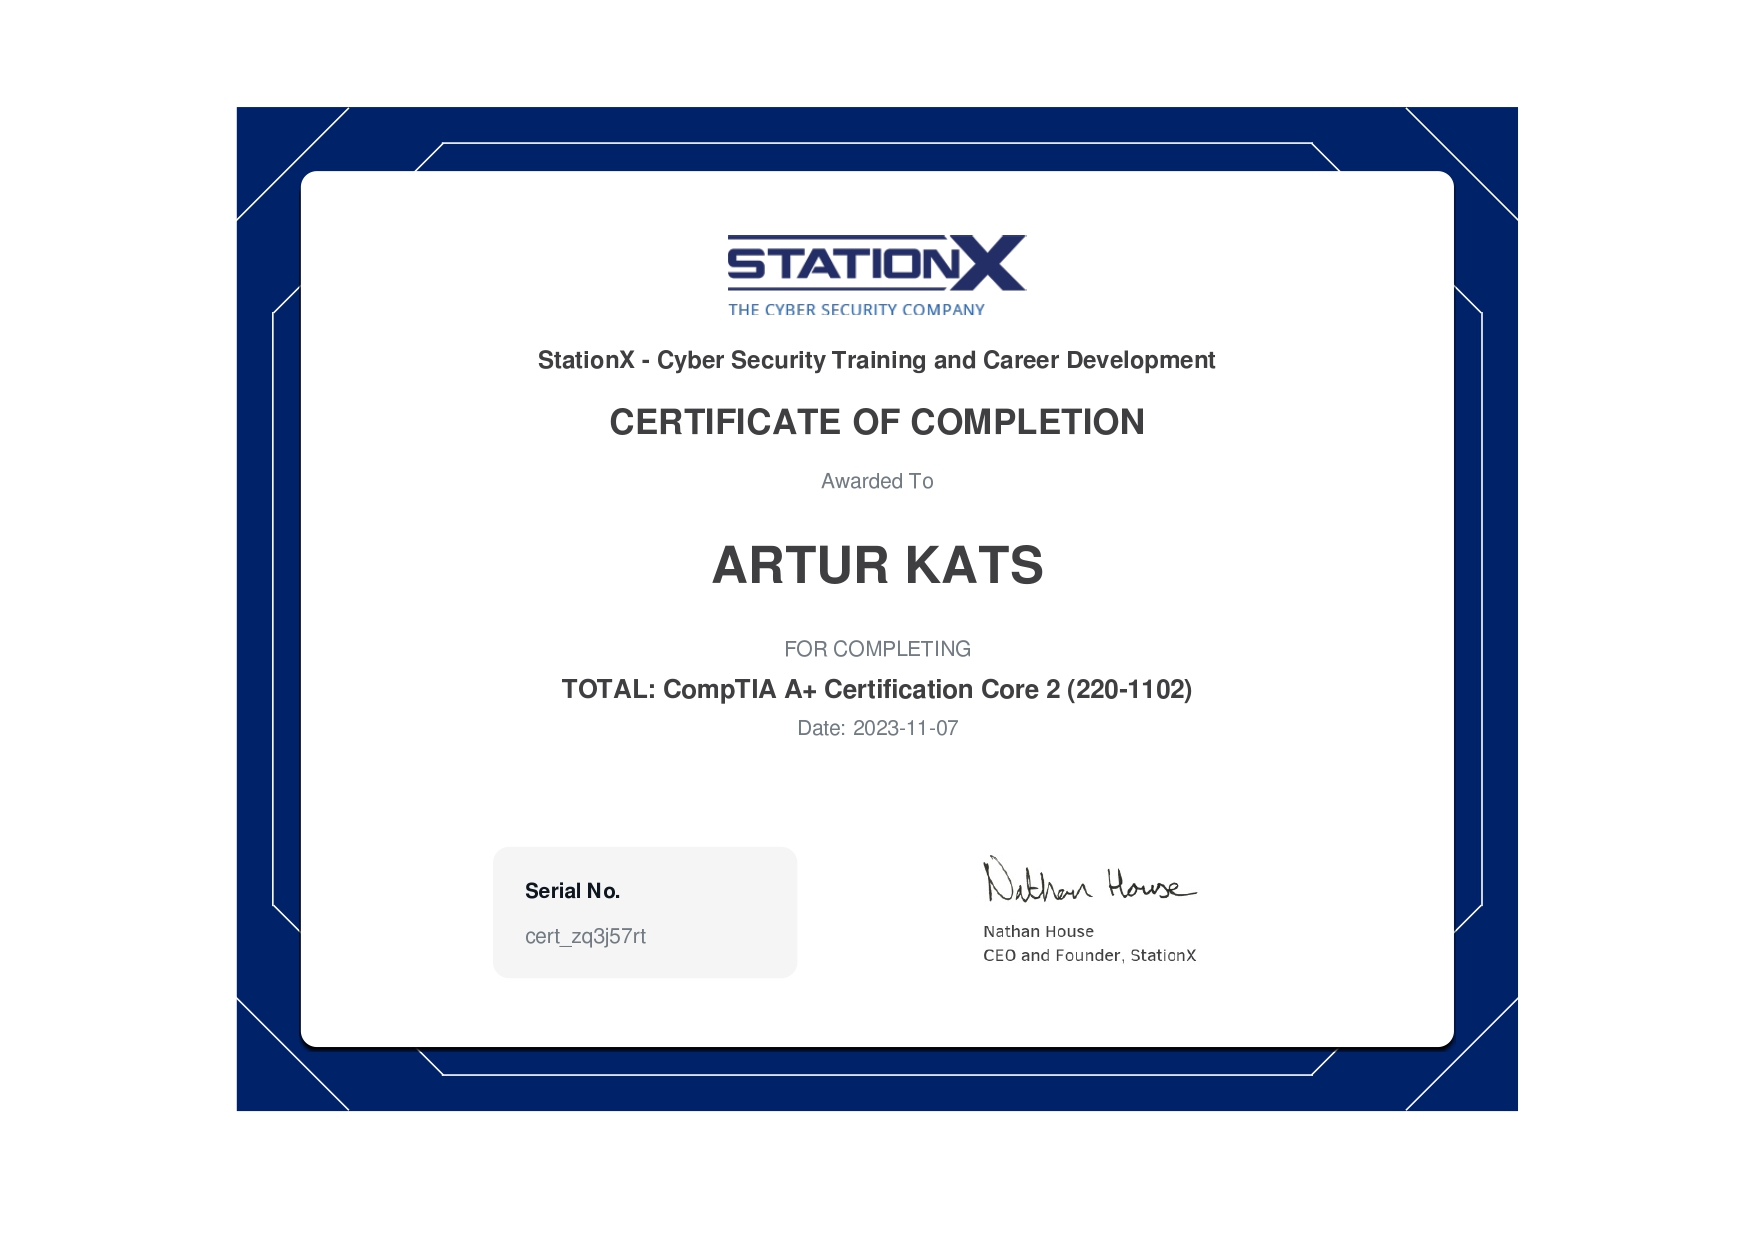 STATIONX
THE CYBER SECURITY COMPANY
StationX - Cyber Security Training and Career Development
CERTIFICATE OF COMPLETION
Awarded To
ARTUR KATS
FOR COMPLETING
TOTAL: CompTIA A+ Certification Core 2 (220-1102)
Date: 2023-11-07
Serial No.
cert_zq3j57rt
Nathan House
Nathan House
CEO and Founder, StationX